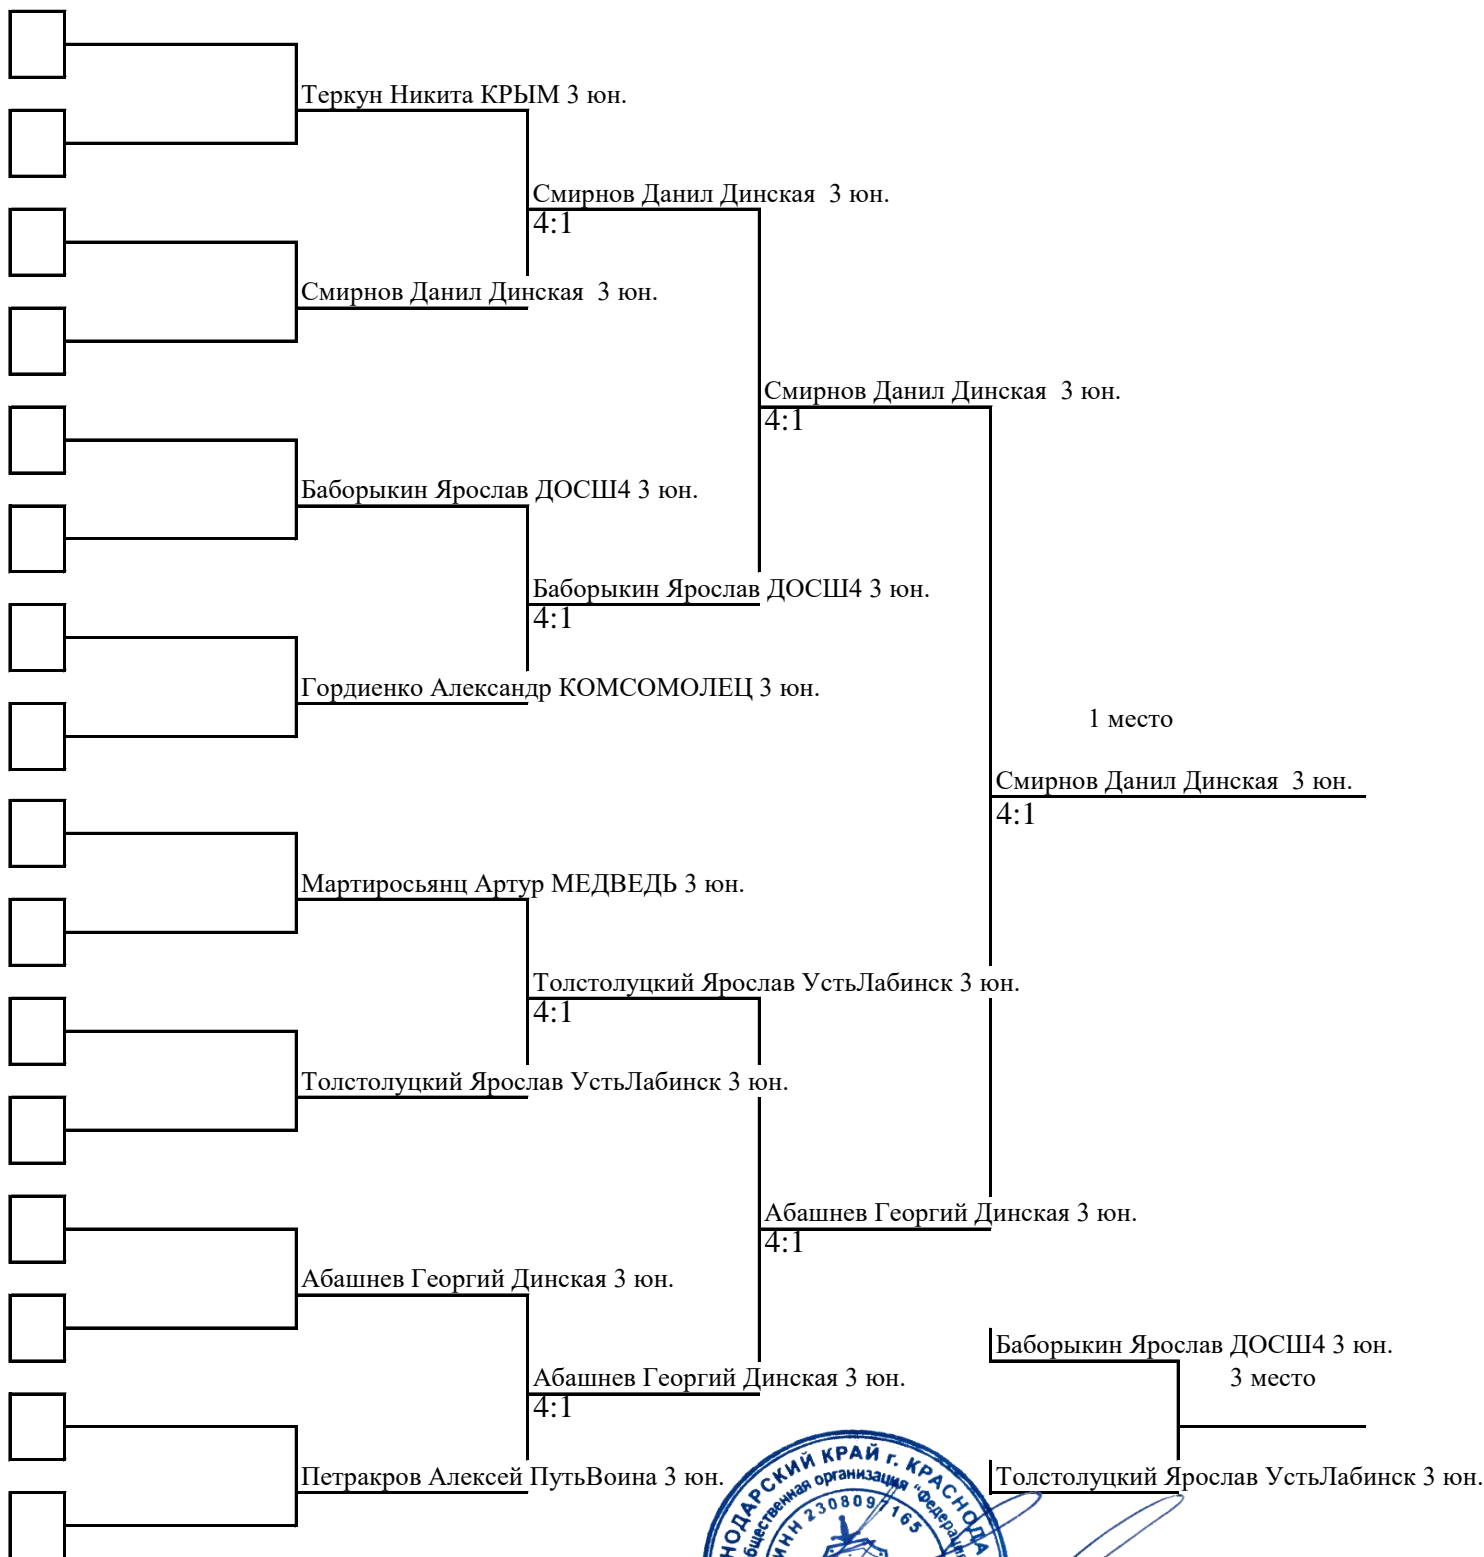 Теркун Никита КРЫМ 3 юн.
Смирнов Данил Динская 3 юн.
4:1
Смирнов Данил Динская 3 юн.
Смирнов Данил Динская 3 юн.
4:1
Баборыкин Ярослав ДОСШ4 3 юн.
Баборыкин Ярослав ДОСШ4 3 юн.
4:1
Гордиенко Александр КОМСОМОЛЕЦ 3 юн.
1 место
Смирнов Данил Динская 3 юн.
4:1
Мартиросьянц Артур МЕДВЕДЬ 3 юн.
Толстолуцкий Ярослав УстьЛабинск 3 юн.
4:1
Толстолуцкий Ярослав УстьЛабинск 3 юн.
Абашнев Георгий Динская 3 юн.
4:1
Абашнев Георгий Динская 3 юн.
Баборыкин Ярослав ДОСШ4 3 юн.
3 место
Абашнев Георгий Динская 3 юн.
4:1
Петракров Алексей ПутьВоина 3 юн.
Толстолуцкий Ярослав УстьЛабинск 3 юн.
НОДАРСКИЙ КРАЙ г. КРАСНОДА
бщественная организация "Федерация
ИНН 2308097165